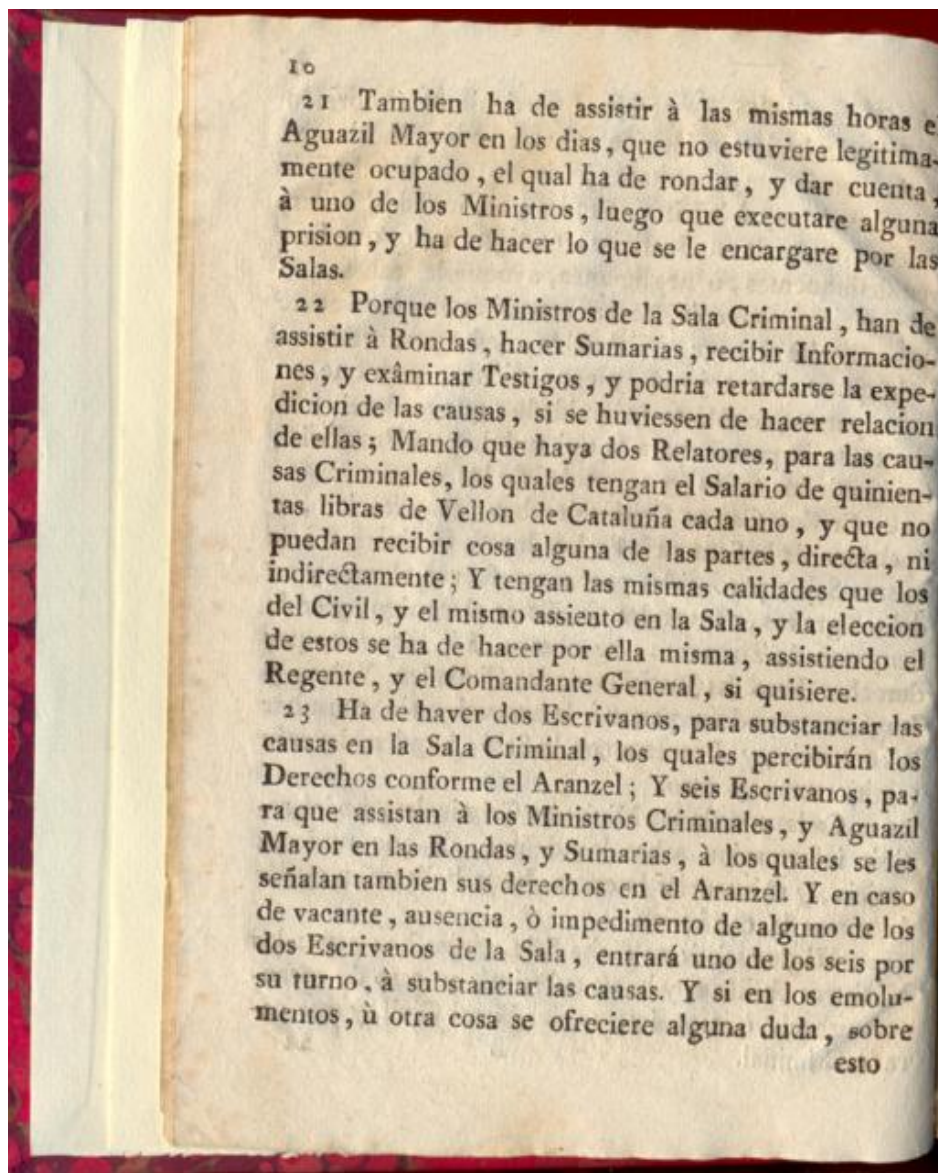 10
21 Tambien ha de assistir à las mismas horas e
Aguazil Mayor en los dias, que no estuviere legitima-
mente ocupado, el qual ha de rondar, y dar cuenta,
à uno de los Ministros, luego que executare alguna
prision, y ha de hacer lo que se le encargare por las
Salas.
22 Porque los Ministros de la Sala Criminal, han de
assistir à Rondas, hacer Sumarias, recibir Informacio-
nes, y exâminar Testigos, y podria retardarse la expe-
dicion de las causas, si se huviessen de hacer relacion
de ellas; Mando que haya dos Relatores, para las cau-
sas Criminales, los quales tengan el Salario de quinien-
tas libras de Vellon de Cataluña cada uno, y que no
puedan recibir cosa alguna de las partes, directa, ni
indirectamente; Y tengan las mismas calidades que los
del Civil, y el mismo assiento en la Sala, y la eleccion
de estos se ha de hacer por ella misma, assistiendo el
Regente, y el Comandante General, si quisiere.
23 Ha de haver dos Escrivanos, para substanciar las
causas en la Sala Criminal, los quales percibirán los
Derechos conforme el Aranzel; Y seis Escrivanos, pa-
ra que assistan à los Ministros Criminales, y Aguazil
Mayor en las Rondas, y Sumarias, à los quales se les
señalan tambien sus derechos en el Aranzel. Y en caso
de vacante, ausencia, ò impedimento de alguno de los
dos Escrivanos de la Sala, entrará uno de los seis por
su turno, à substanciar las causas. Y si en los emolu-
mentos, ù otra cosa se ofreciere alguna duda, sobre
esto